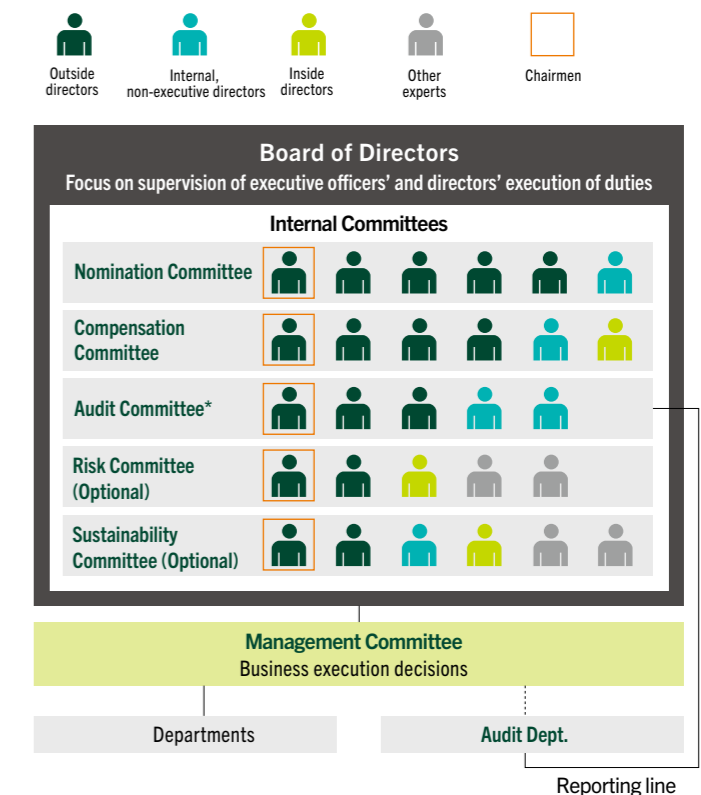 Outside
directors
Internal,
non-executive directors
Inside
directors
Other
experts
Chairmen
Board of Directors
Focus on supervision of executive officers’ and directors’ execution of duties
Internal Committees
Nomination Committee
Compensation
Committee
Audit Committee*
Risk Committee
(Optional)
Sustainability
Committee (Optional)
Management Committee
Business execution decisions
Departments
Audit Dept.
Reporting line